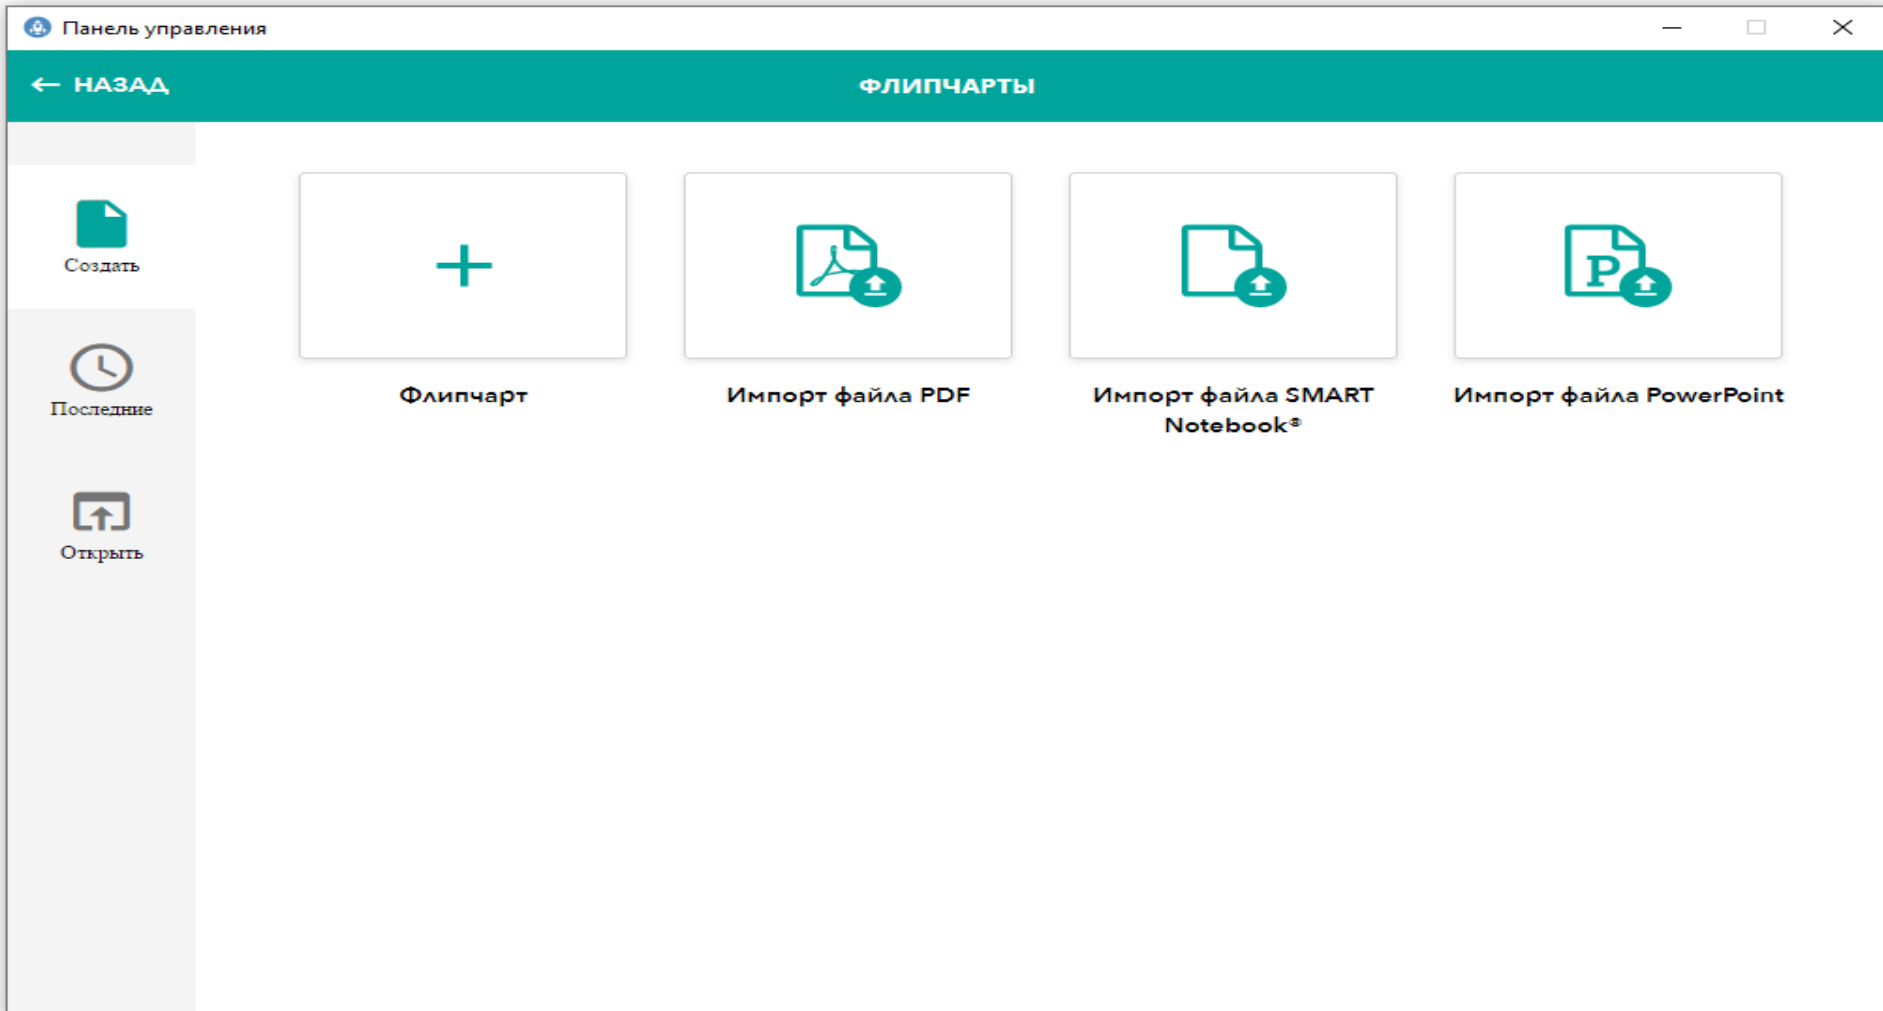 Панель управления
← НАЗАД
ФЛИПЧАРТЫ
Создать
Последние
Открыть
Флипчарт
Импорт файла PDF
Импорт файла SMART
Notebook®
Импорт файла PowerPoint